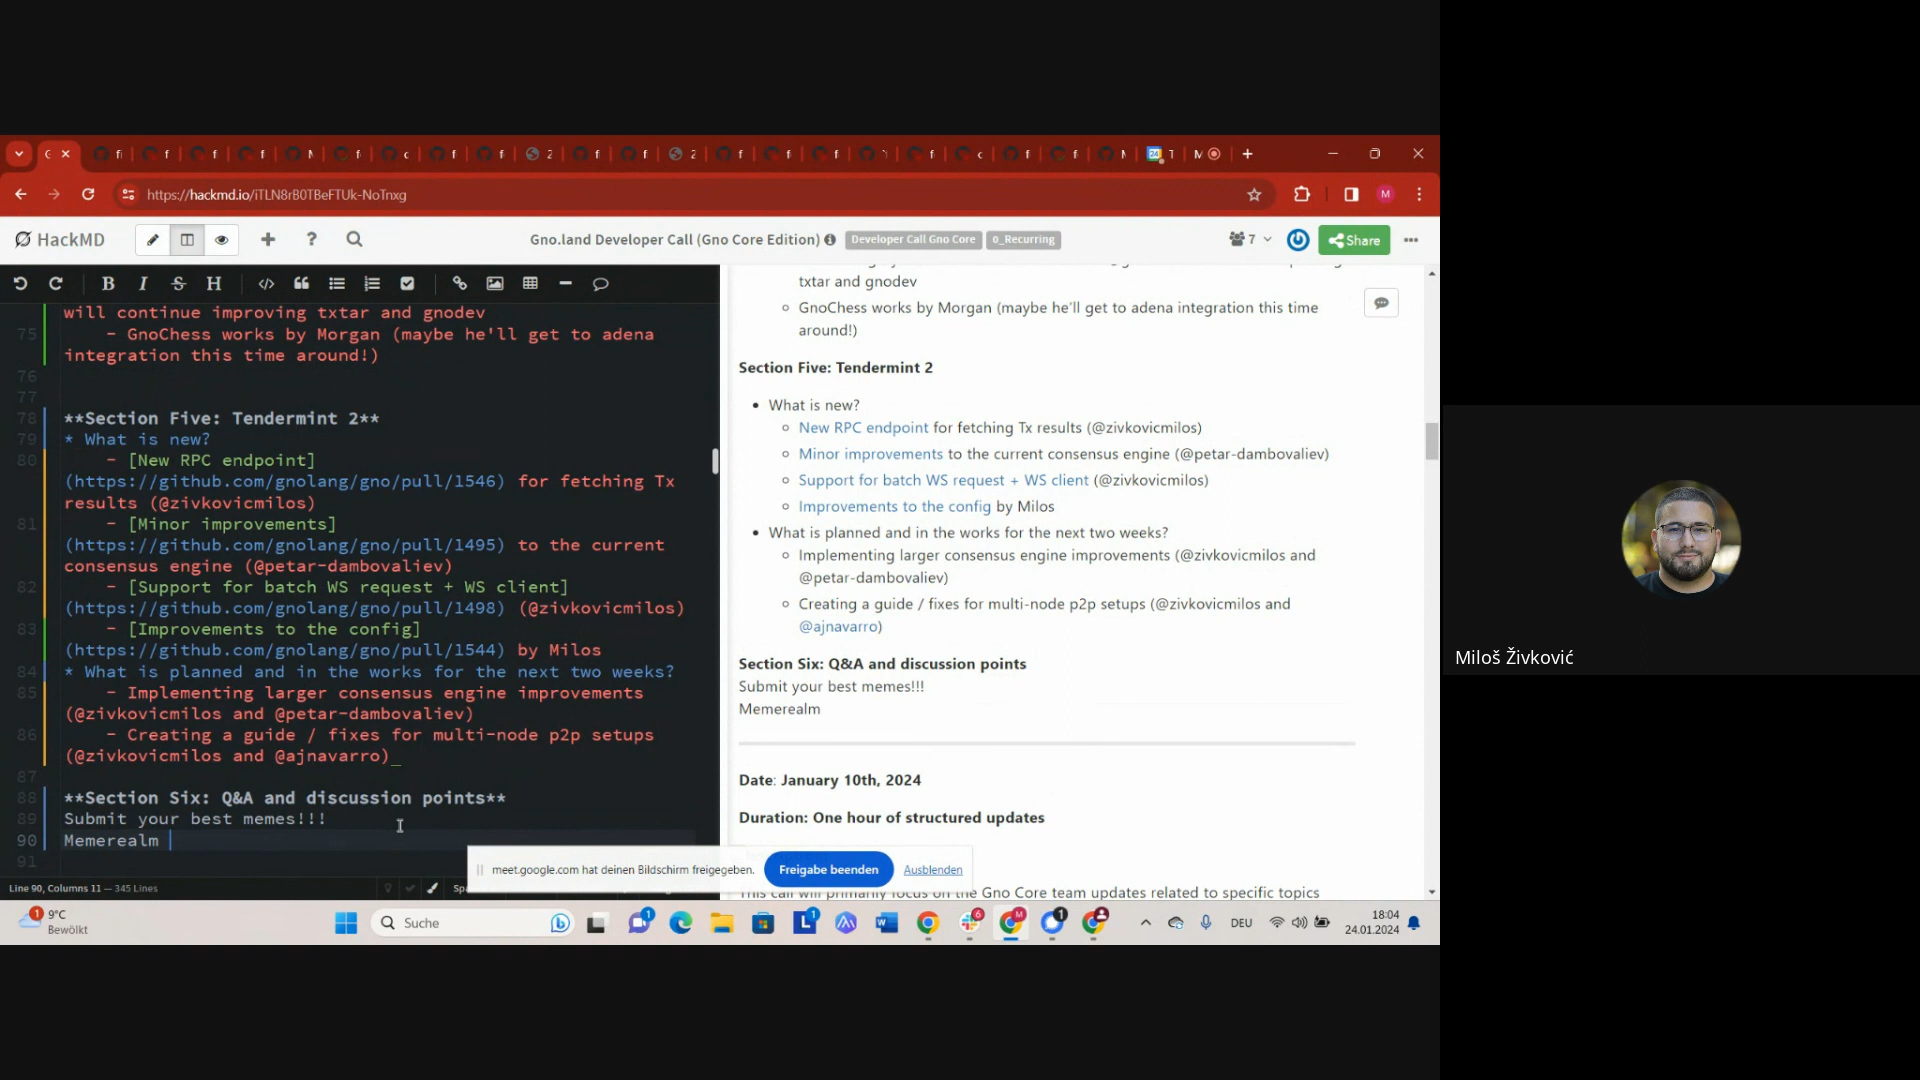 https://hackmd.io/iTLN8rB0TBeFTUk-NoTnxg
M
HackMD
Gno.land Developer Call (Gno Core Edition)
Developer Call Gno Core
0_Recurring
7
Share
B I S H
will continue improving txtar and gnodev
75 - GnoChess works by Morgan (maybe he'll get to adena
integration this time around!)
76
77
78 **Section Five: Tendermint 2**
79 * What is new?
80 - [New RPC endpoint]
(https://github.com/gnolang/gno/pull/1546) for fetching Tx
results (@zivkovicmilos)
81 - [Minor improvements]
(https://github.com/gnolang/gno/pull/1495) to the current
consensus engine (@petar-dambovaliev)
82 - [Support for batch WS request + WS client]
(https://github.com/gnolang/gno/pull/1498) (@zivkovicmilos)
83 - [Improvements to the config]
(https://github.com/gnolang/gno/pull/1544) by Milos
84 * What is planned and in the works for the next two weeks?
85 - Implementing larger consensus engine improvements
(@zivkovicmilos and @petar-dambovaliev)
86 - Creating a guide / fixes for multi-node p2p setups
(@zivkovicmilos and @ajnavarro)_
87
88 **Section Six: Q&A and discussion points**
89 Submit your best memes!!!
90 Memerealm
91
Line 90, Columns 11 — 345 Lines
txtar and gnodev
GnoChess works by Morgan (maybe he'll get to adena integration this time
around!)
Section Five: Tendermint 2
What is new?
New RPC endpoint for fetching Tx results (@zivkovicmilos)
Minor improvements to the current consensus engine (@petar-dambovaliev)
Support for batch WS request + WS client (@zivkovicmilos)
Improvements to the config by Milos
What is planned and in the works for the next two weeks?
Implementing larger consensus engine improvements (@zivkovicmilos and
@petar-dambovaliev)
Creating a guide / fixes for multi-node p2p setups (@zivkovicmilos and
@ajnavarro)
Section Six: Q&A and discussion points
Submit your best memes!!!
Memerealm
Date: January 10th, 2024
Duration: One hour of structured updates
This call will primarily focus on the Gno Core team updates related to specific topics
meet.google.com hat deinen Bildschirm freigegeben.
Freigabe beenden
Ausblenden
9°C
Bewölkt
Suche
DEU
18:04
24.01.2024
Miloš Živković